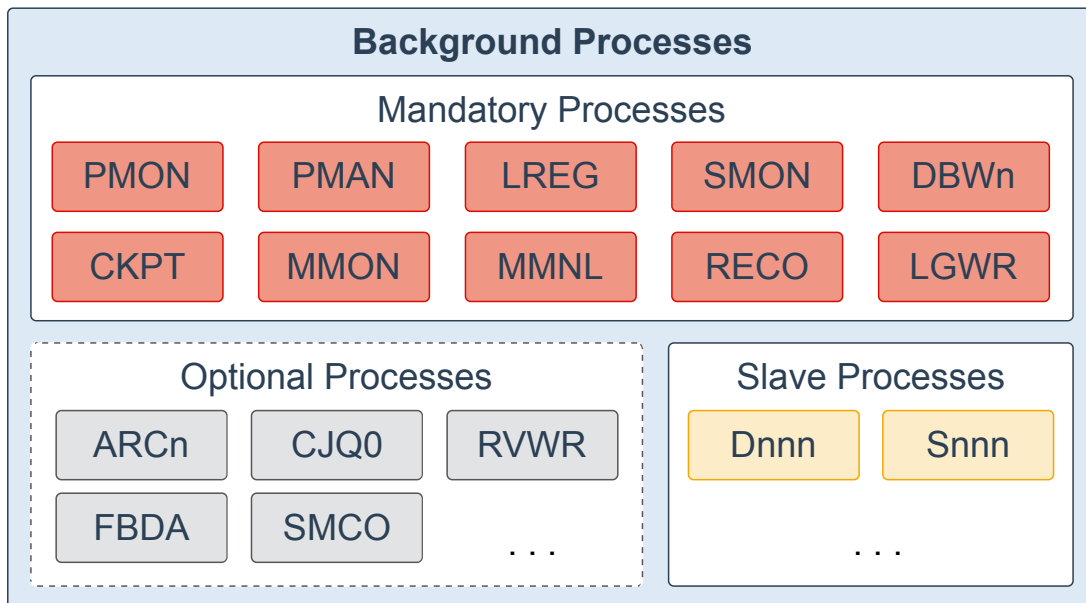 Background Processes
Mandatory Processes
PMON PMAN LREG SMON DBWn
CKPT MMON MMNL RECO LGWR
Optional Processes
ARCn CJQ0 RVWR
FBDA SMCO . . .
Slave Processes
Dnnn Snnn
. . .